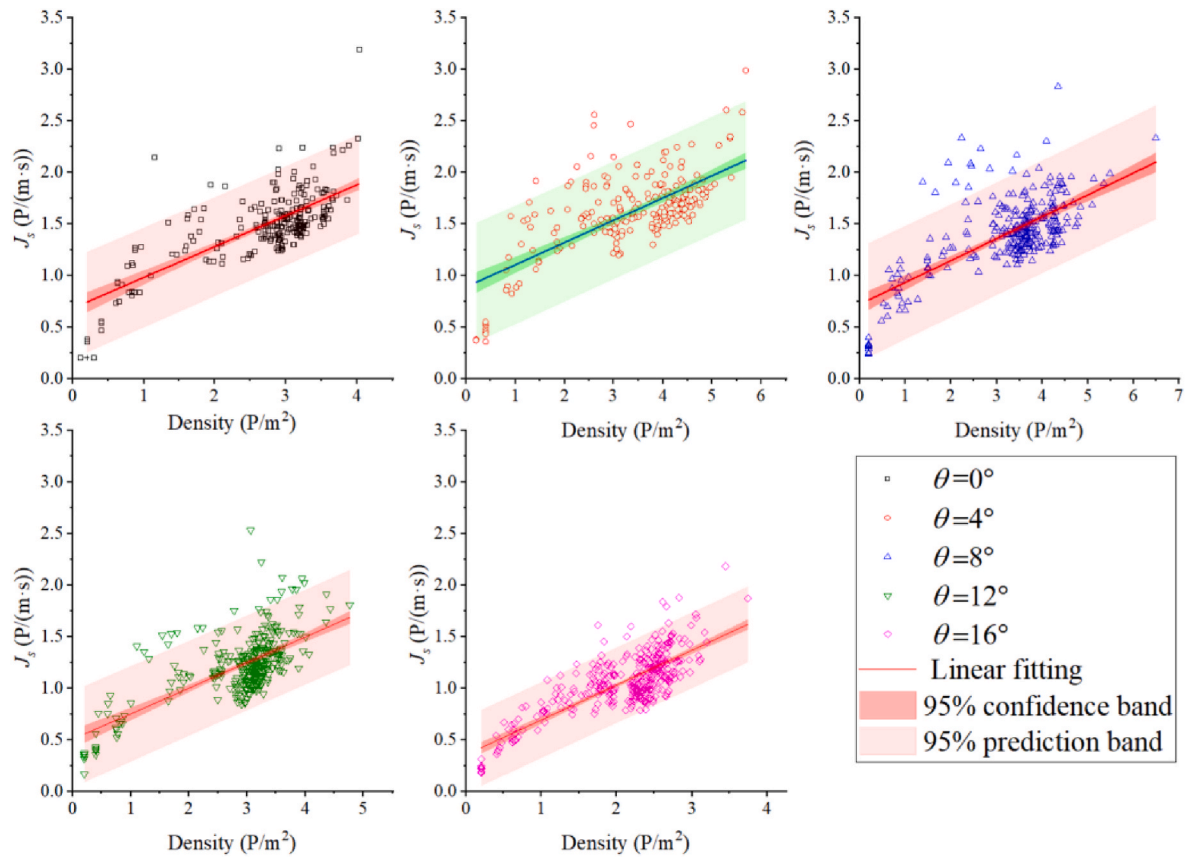 3.5 3.5 3.5
3.0 3.0 3.0
2.5 2.5 2.5
2.0 2.0 2.0
1.5 1.5 1.5
1.0 1.0 1.0
0.5 0.5 0.5
0.0 0.0 0.0
J_s (P/(m·s)) J_s (P/(m·s)) J_s (P/(m·s))
0 1 2 3 4 0 1 2 3 4 5 6 0 1 2 3 4 5 6 7
Density (P/m²) Density (P/m²) Density (P/m²)
3.5 3.5
3.0 3.0
2.5 2.5
2.0 2.0
1.5 1.5
1.0 1.0
0.5 0.5
0.0 0.0
J_s (P/(m·s)) J_s (P/(m·s))
0 1 2 3 4 5 0 1 2 3 4
Density (P/m²) Density (P/m²)
θ=0°
θ=4°
θ=8°
θ=12°
θ=16°
Linear fitting
95% confidence band
95% prediction band